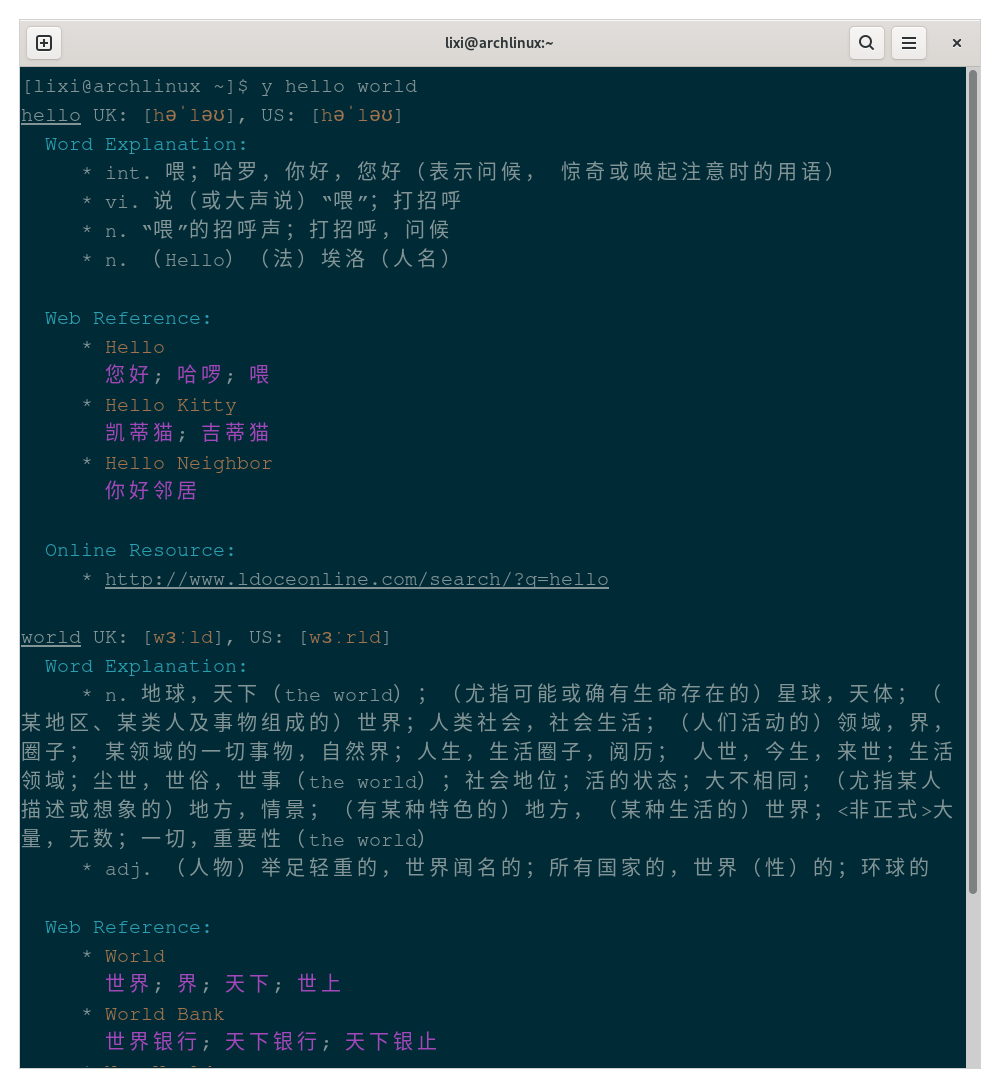 lixi@archlinux:~
[lixi@archlinux ~]$ y hello world
hello UK: [həˈləʊ], US: [həˈləʊ]
Word Explanation:
* int. 喂；哈罗，你好，您好（表示问候， 惊奇或唤起注意时的用语）
* vi. 说（或大声说）“喂”；打招呼
* n. “喂”的招呼声；打招呼，问候
* n. （Hello）（法）埃洛（人名）
Web Reference:
* Hello
您好; 哈啰; 喂
* Hello Kitty
凯蒂猫; 吉蒂猫
* Hello Neighbor
你好邻居
Online Resource:
* http://www.ldoceonline.com/search/?q=hello
world UK: [wɜːld], US: [wɜːrld]
Word Explanation:
* n. 地球，天下（the world）；（尤指可能或确有生命存在的）星球，天体；（
某地区、某类人及事物组成的）世界；人类社会，社会生活；（人们活动的）领域，界，
圈子； 某领域的一切事物，自然界；人生，生活圈子，阅历； 人世，今生，来世；生活
领域；尘世，世俗，世事（the world）；社会地位；活的状态；大不相同；（尤指某人
描述或想象的）地方，情景；（有某种特色的）地方，（某种生活的）世界；<非正式>大
量，无数；一切，重要性（the world）
* adj. （人物）举足轻重的，世界闻名的；所有国家的，世界（性）的；环球的
Web Reference:
* World
世界; 界; 天下; 世上
* World Bank
世界银行; 天下银行; 天下银止